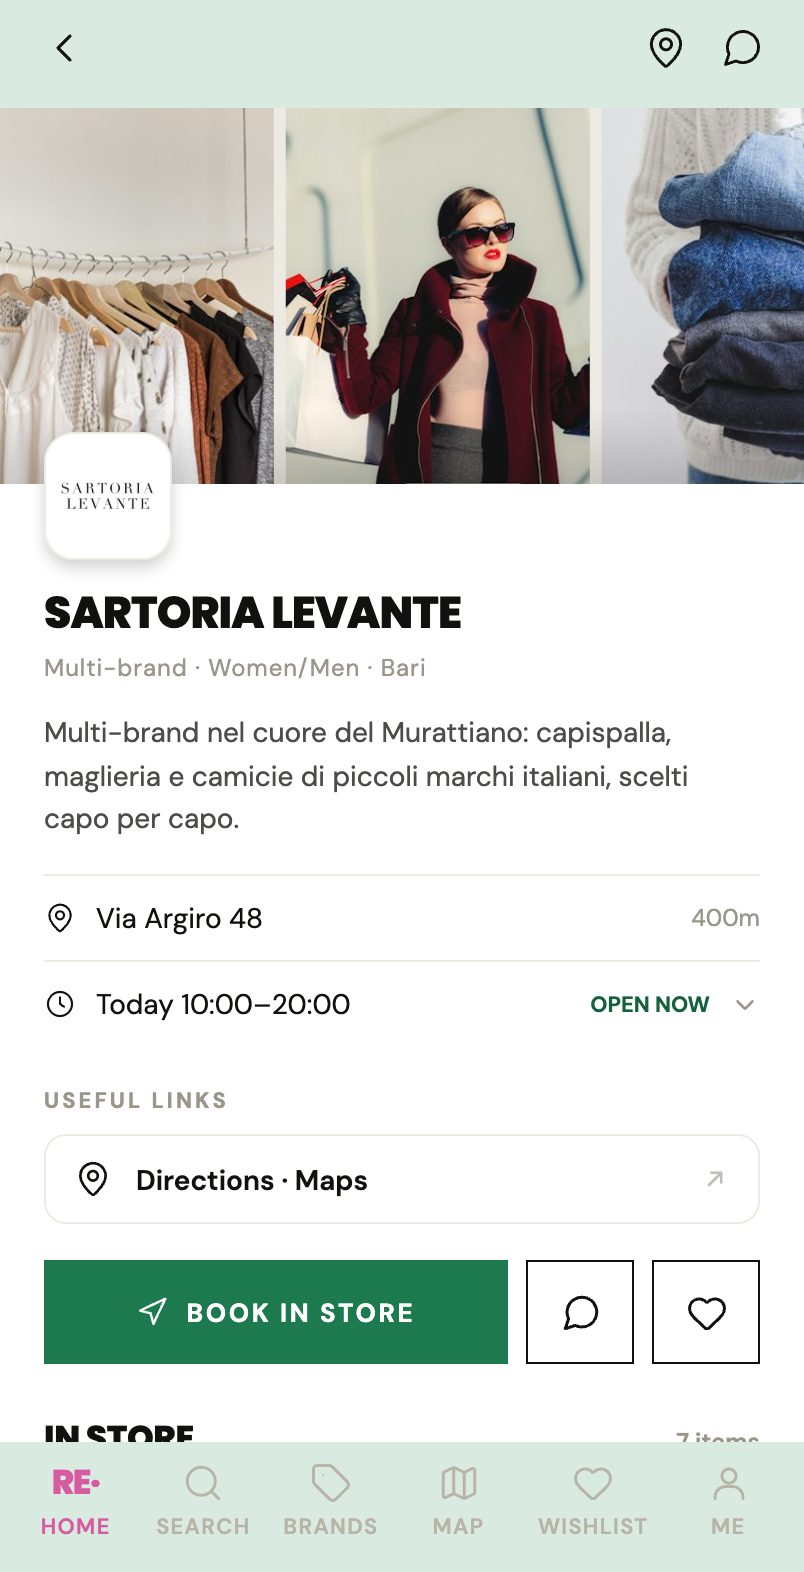 SARTORIA
LEVANTE
SARTORIA LEVANTE
Multi-brand · Women/Men · Bari
Multi-brand nel cuore del Murattiano: capispalla,
maglieria e camicie di piccoli marchi italiani, scelti
capo per capo.
Via Argiro 48 400m
Today 10:00–20:00 OPEN NOW
USEFUL LINKS
Directions · Maps
BOOK IN STORE
IN STORE 7 items
RE•
HOME SEARCH BRANDS MAP WISHLIST ME